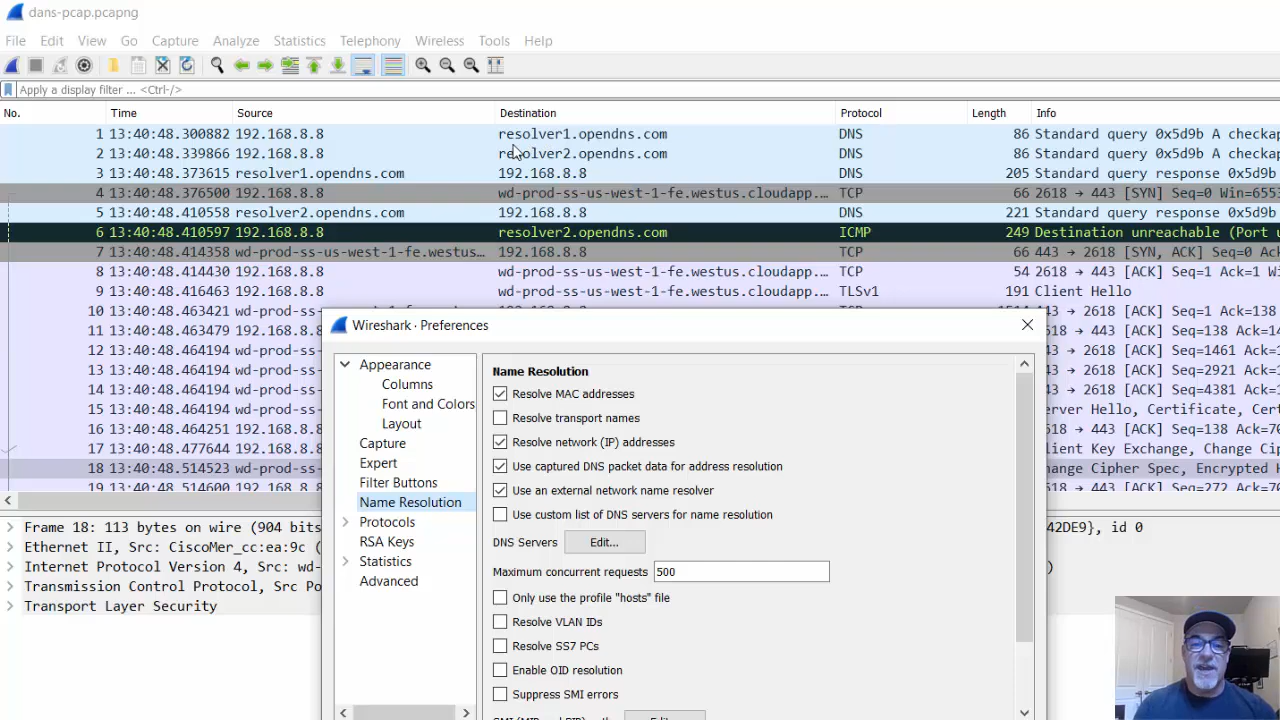 dans-pcap.pcapng
File Edit View Go Capture Analyze Statistics Telephony Wireless Tools Help
Apply a display filter ... <Ctrl-/>
No. Time Source Destination Protocol Length Info
1 13:40:48.300882 192.168.8.8 resolver1.opendns.com DNS 86 Standard query 0x5d9b A checkap
2 13:40:48.339866 192.168.8.8 resolver2.opendns.com DNS 86 Standard query 0x5d9b A checkap
3 13:40:48.373615 resolver1.opendns.com 192.168.8.8 DNS 205 Standard query response 0x5d9b
4 13:40:48.376500 192.168.8.8 wd-prod-ss-us-west-1-fe.westus.cloudapp.… TCP 66 2618 → 443 [SYN] Seq=0 Win=6553
5 13:40:48.410558 resolver2.opendns.com 192.168.8.8 DNS 221 Standard query response 0x5d9b
6 13:40:48.410597 192.168.8.8 resolver2.opendns.com ICMP 249 Destination unreachable (Port u
7 13:40:48.414358 wd-prod-ss-us-west-1-fe.westus… 192.168.8.8 TCP 66 443 → 2618 [SYN, ACK] Seq=0 Ac
8 13:40:48.414430 192.168.8.8 wd-prod-ss-us-west-1-fe.westus.cloudapp.… TCP 54 2618 → 443 [ACK] Seq=1 Ack=1 Wi
9 13:40:48.416463 192.168.8.8 wd-prod-ss-us-west-1-fe.westus.cloudapp.… TLSv1 191 Client Hello
10 13:40:48.463421 wd-prod-ss- 2618 [ACK] Seq=1 Ack=138
11 13:40:48.463479 192.168.8.8 → 443 [ACK] Seq=138 Ack=14
12 13:40:48.464194 wd-prod-ss- → 2618 [ACK] Seq=1461 Ack=
13 13:40:48.464194 wd-prod-ss- → 2618 [ACK] Seq=2921 Ack=
14 13:40:48.464194 wd-prod-ss- → 2618 [ACK] Seq=4381 Ack=
15 13:40:48.464194 wd-prod-ss- erver Hello, Certificate, Cert
16 13:40:48.464251 192.168.8.8 → 443 [ACK] Seq=138 Ack=
17 13:40:48.477644 192.168.8.8 lient Key Exchange, Change Cip
18 13:40:48.514523 wd-prod-ss- hange Cipher Spec, Encrypted H
19 13:40:48.514600 192.168.8.8 → 443 [ACK] Seq=272 Ack=70
Wireshark · Preferences
Appearance
Columns
Font and Colors
Layout
Capture
Expert
Filter Buttons
Name Resolution
Protocols
RSA Keys
Statistics
Advanced
Name Resolution
Resolve MAC addresses
Resolve transport names
Resolve network (IP) addresses
Use captured DNS packet data for address resolution
Use an external network name resolver
Use custom list of DNS servers for name resolution
DNS Servers Edit...
Maximum concurrent requests 500
Only use the profile "hosts" file
Resolve VLAN IDs
Resolve SS7 PCs
Enable OID resolution
Suppress SMI errors
Frame 18: 113 bytes on wire (904 bits 42DE9}, id 0
Ethernet II, Src: CiscoMer_cc:ea:9c (
Internet Protocol Version 4, Src: wd- )
Transmission Control Protocol, Src Po
Transport Layer Security